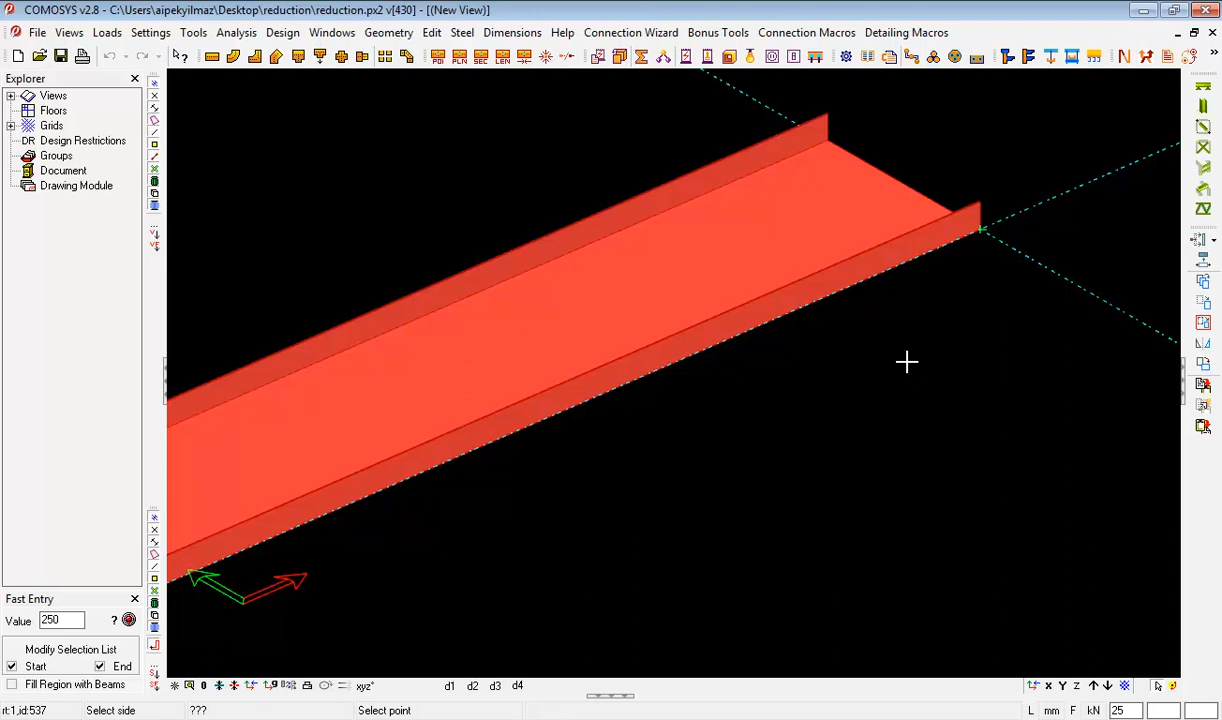 COMOSYS v2.8 - C:\Users\aipekyilmaz\Desktop\reduction\reduction.px2 v[430] - [(New View)]
File Views Loads Settings Tools Analysis Design Windows Geometry Edit Steel Dimensions Help Connection Wizard Bonus Tools Connection Macros Detailing Macros
Explorer
Views
Floors
Grids
DR Design Restrictions
Groups
Document
Drawing Module
Fast Entry
Value 250 ?
Modify Selection List
Start End
Fill Region with Beams
d1 d2 d3 d4
rt:1,id:537 Select side ??? Select point L mm F kN 25